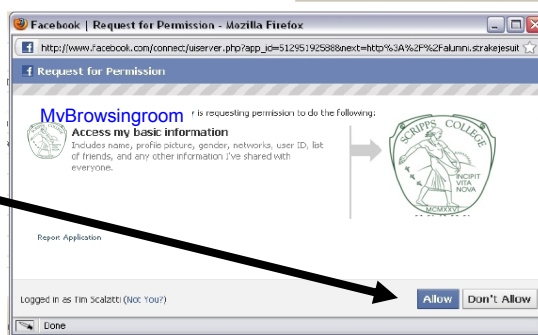 Facebook | Request for Permission - Mozilla Firefox
http://www.facebook.com/connect/uiserver.php?app_id=51295192538&next=http%3A%2F%2Falumni.strakejesuit
Request for Permission
MyBrowsingroom r is requesting permission to do the following:
Access my basic information
Includes name, profile picture, gender, networks, user ID, list
of friends, and any other information I've shared with
everyone.
SCRIPPS COLLEGE
INCIPIT
VITA
NOVA
MCMXXVI
Report Application
Logged in as Tim Scalzitti (Not You?)
Allow
Don't Allow
Done